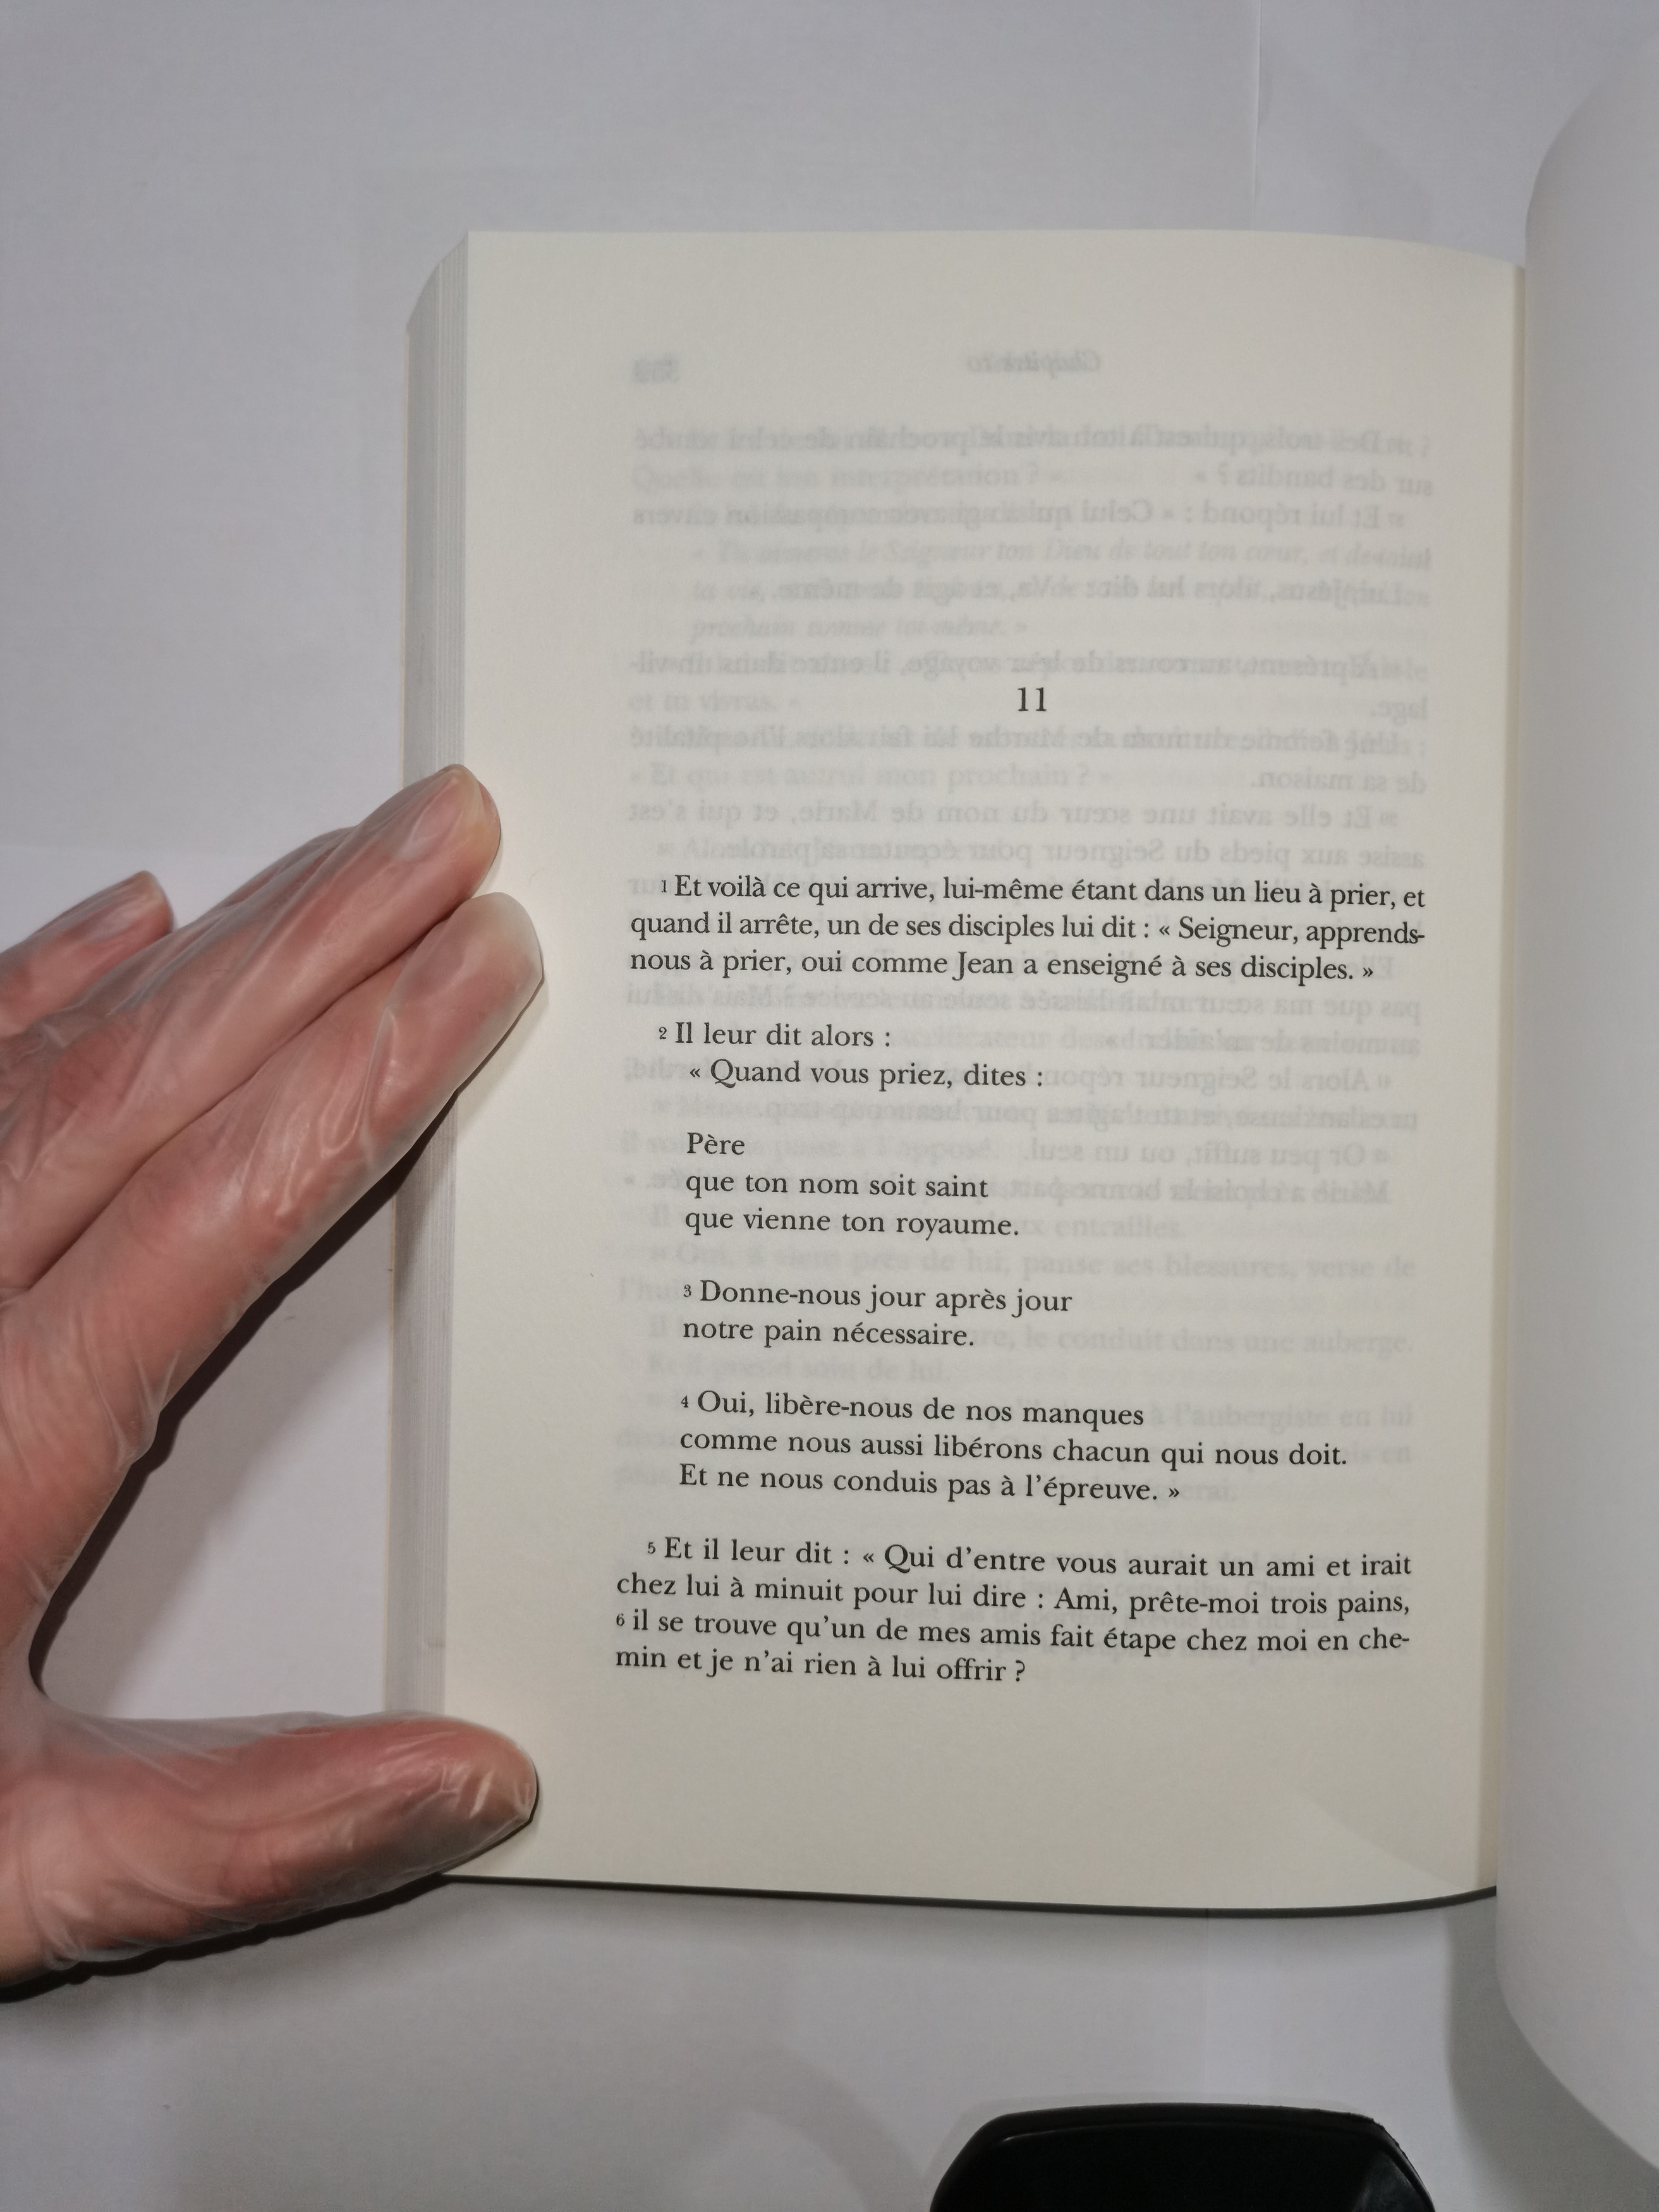 11
1 Et voilà ce qui arrive, lui-même étant dans un lieu à prier, et
quand il arrête, un de ses disciples lui dit : « Seigneur, apprends-
nous à prier, oui comme Jean a enseigné à ses disciples. »
2 Il leur dit alors :
« Quand vous priez, dites :
Père
que ton nom soit saint
que vienne ton royaume.
3 Donne-nous jour après jour
notre pain nécessaire.
4 Oui, libère-nous de nos manques
comme nous aussi libérons chacun qui nous doit.
Et ne nous conduis pas à l'épreuve. »
5 Et il leur dit : « Qui d'entre vous aurait un ami et irait
chez lui à minuit pour lui dire : Ami, prête-moi trois pains,
6 il se trouve qu'un de mes amis fait étape chez moi en che-
min et je n'ai rien à lui offrir ?